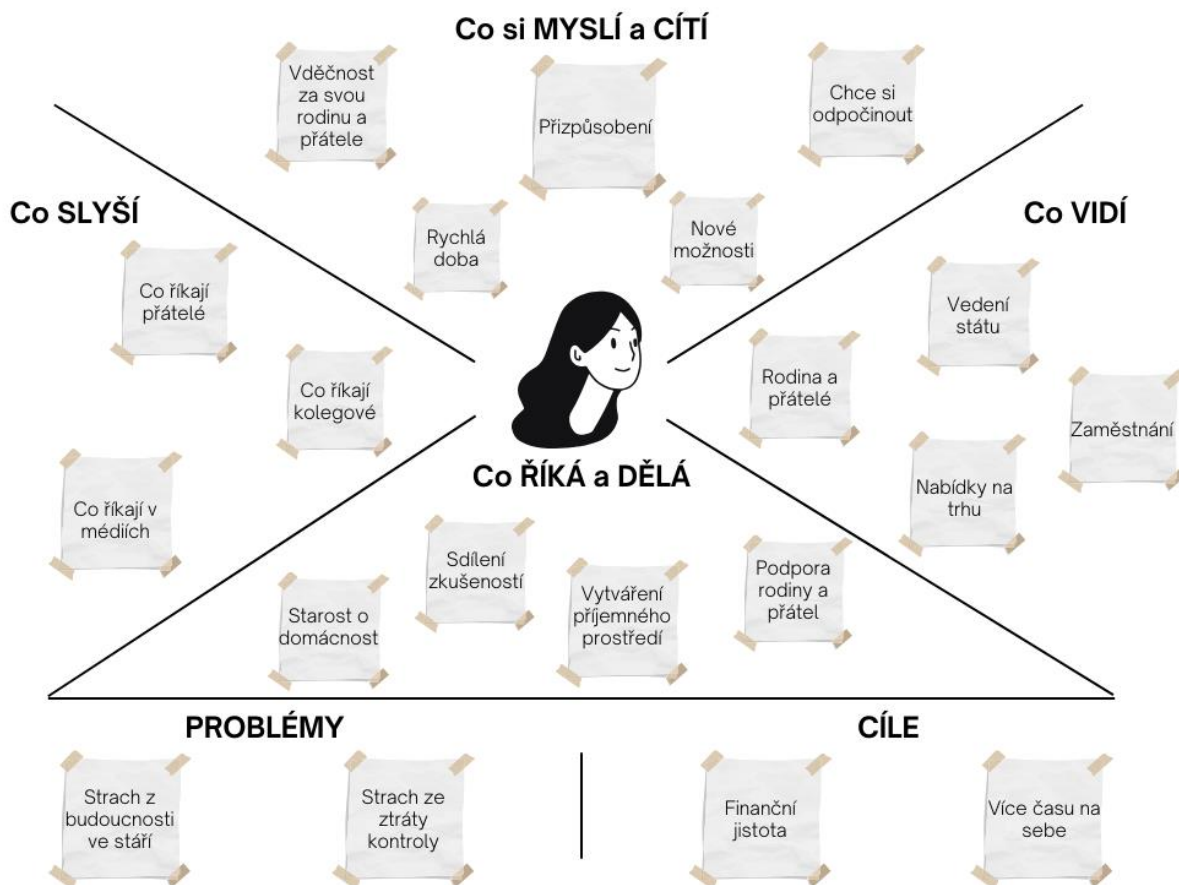 Co si MYSLÍ a CÍTÍ
Vděčnost
za svou
rodinu a
přátele
Přizpůsobení
Chce si
odpočinout
Rychlá
doba
Nové
možnosti
Co SLYŠÍ
Co říkají
přátelé
Co říkají
kolegové
Co říkají v
médiích
Co VIDÍ
Vedení
státu
Rodina a
přátelé
Zaměstnání
Nabídky na
trhu
Co ŘÍKÁ a DĚLÁ
Starost o
domácnost
Sdílení
zkušeností
Vytváření
příjemného
prostředí
Podpora
rodiny a
přátel
PROBLÉMY
Strach z
budoucnosti
ve stáří
Strach ze
ztráty
kontroly
CÍLE
Finanční
jistota
Více času na
sebe